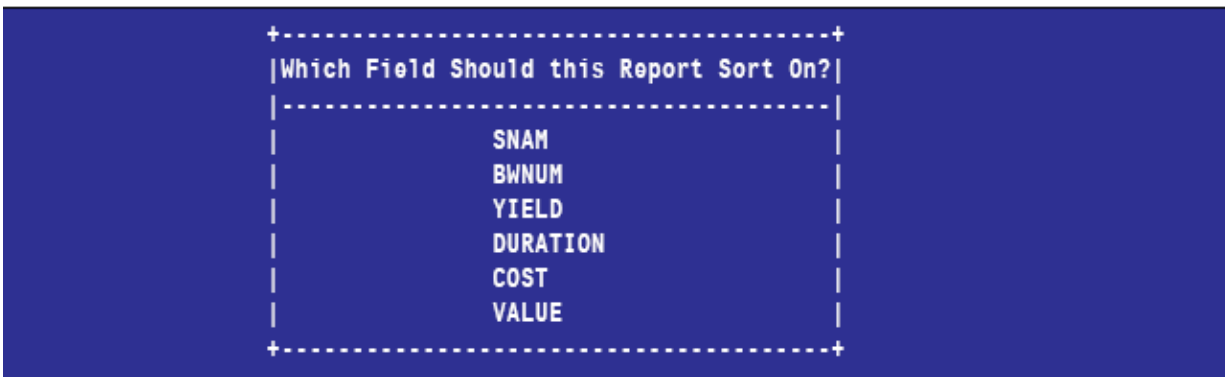 Which Field Should this Report Sort On?
SNAM
BWNUM
YIELD
DURATION
COST
VALUE